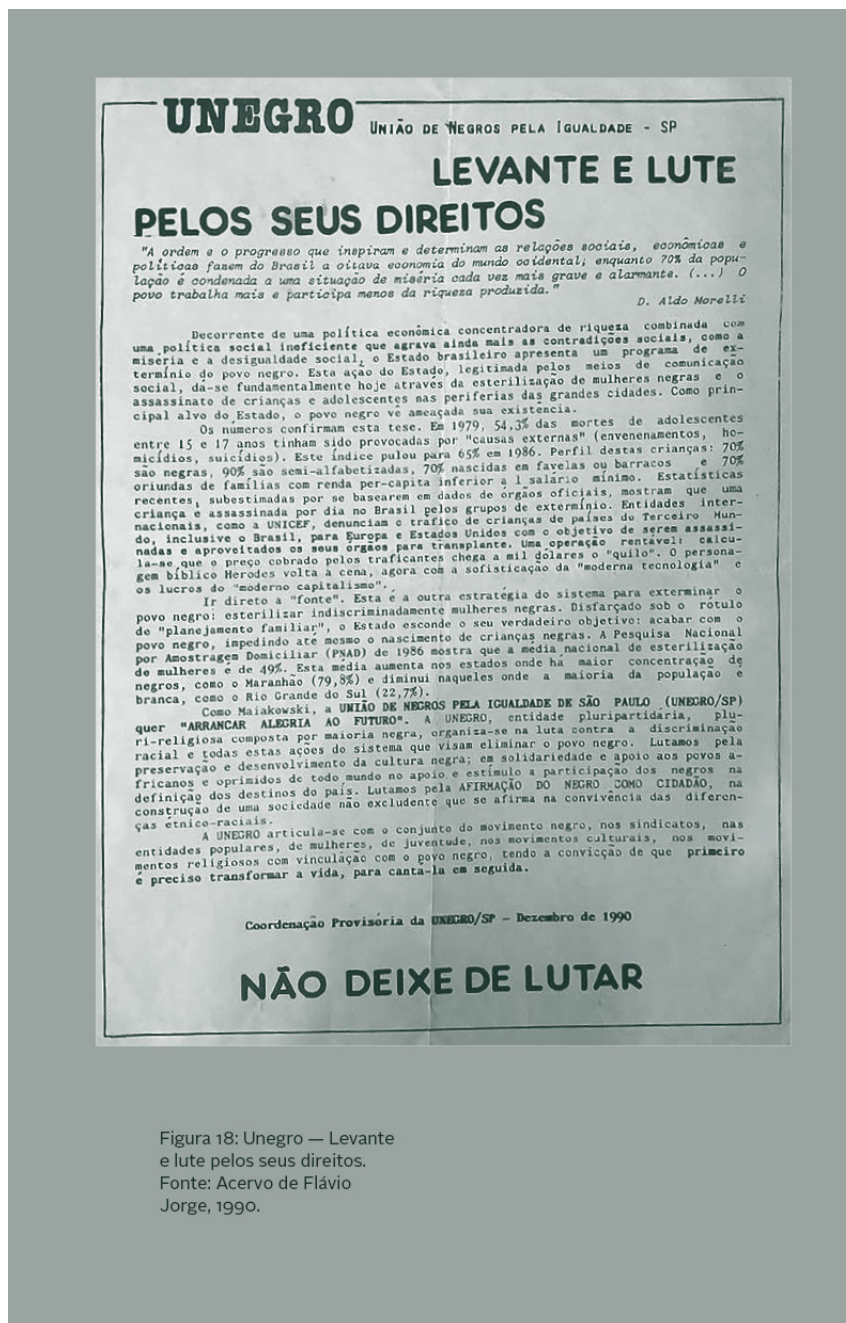 UNEGRO UNIÃO DE NEGROS PELA IGUALDADE - SP
LEVANTE E LUTE
PELOS SEUS DIREITOS
"A ordem e o progresso que inspiram e determinam as relações sociais, econômicas e
políticas fazem do Brasil a oitava economia do mundo ocidental; enquanto 70% da popu-
lação é condenada a uma situação de miséria cada vez mais grave e alarmante. (...) O
povo trabalha mais e participa menos da riqueza produzida."
D. Aldo Morelli
Decorrente de uma política econômica concentradora de riqueza combinada com
uma política social ineficiente que agrava ainda mais as contradições sociais, como a
miséria e a desigualdade social, o Estado brasileiro apresenta um programa de ex-
termínio do povo negro. Esta ação do Estado, legitimada pelos meios de comunicação
social, dá-se fundamentalmente hoje através da esterilização de mulheres negras e o
assassinato de crianças e adolescentes nas periferias das grandes cidades. Como prin-
cipal alvo do Estado, o povo negro vê ameaçada sua existência.
Os números confirmam esta tese. Em 1979, 54,3% das mortes de adolescentes
entre 15 e 17 anos tinham sido provocadas por "causas externas" (envenenamentos, ho-
micídios, suicídios). Este índice pulou para 65% em 1986. Perfil destas crianças: 70%
são negras, 90% são semi-alfabetizadas, 70% nascidas em favelas ou barracos e 70%
oriundas de famílias com renda per-capita inferior a 1 salário mínimo. Estatísticas
recentes, subestimadas por se basearem em dados de órgãos oficiais, mostram que uma
criança é assassinada por dia no Brasil pelos grupos de extermínio. Entidades inter-
nacionais, como a UNICEF, denunciam o tráfico de crianças de países do Terceiro Mun-
do, inclusive o Brasil, para Europa e Estados Unidos com o objetivo de serem assassi-
nadas e aproveitados os seus órgãos para transplante. Uma operação rentável: calcu-
la-se que o preço cobrado pelos traficantes chega a mil dólares o "quilo". O persona-
gem bíblico Herodes volta à cena, agora com a sofisticação da "moderna tecnologia" e
os lucros do "moderno capitalismo".
Ir direto a "fonte". Esta é a outra estratégia do sistema para exterminar o
povo negro: esterilizar indiscriminadamente mulheres negras. Disfarçado sob o rótulo
de "planejamento familiar", o Estado esconde o seu verdadeiro objetivo: acabar com o
povo negro, impedindo até mesmo o nascimento de crianças negras. A Pesquisa Nacional
por Amostragem Domiciliar (PNAD) de 1986 mostra que a média nacional de esterilização
de mulheres é de 49%. Esta média aumenta nos estados onde há maior concentração de
negros, como o Maranhão (79,8%) e diminui naqueles onde a maioria da população é
branca, como o Rio Grande do Sul (22,7%).
Como Maiakowski, a UNIÃO DE NEGROS PELA IGUALDADE DE SÃO PAULO (UNEGRO/SP)
quer "ARRANCAR ALEGRIA AO FUTURO". A UNEGRO, entidade pluripartidária, plu-
ri-religiosa composta por maioria negra, organiza-se na luta contra a discriminação
racial e todas estas ações do sistema que visam eliminar o povo negro. Lutamos pela
preservação e desenvolvimento da cultura negra; em solidariedade e apoio aos povos a-
fricanos e oprimidos de todo mundo no apoio e estímulo a participação dos negros na
definição dos destinos do país. Lutamos pela AFIRMAÇÃO DO NEGRO COMO CIDADÃO, na
construção de uma sociedade não excludente que se afirma na convivência das diferen-
ças étnico-raciais.
A UNEGRO articula-se com o conjunto do movimento negro, nos sindicatos, nas
entidades populares, de mulheres, de juventude, nos movimentos culturais, nos movi-
mentos religiosos com vinculação com o povo negro, tendo a convicção de que primeiro
é preciso transformar a vida, para canta-la em seguida.
Coordenação Provisória da UNEGRO/SP - Dezembro de 1990
NÃO DEIXE DE LUTAR
Figura 18: Unegro — Levante
e lute pelos seus direitos.
Fonte: Acervo de Flávio
Jorge, 1990.